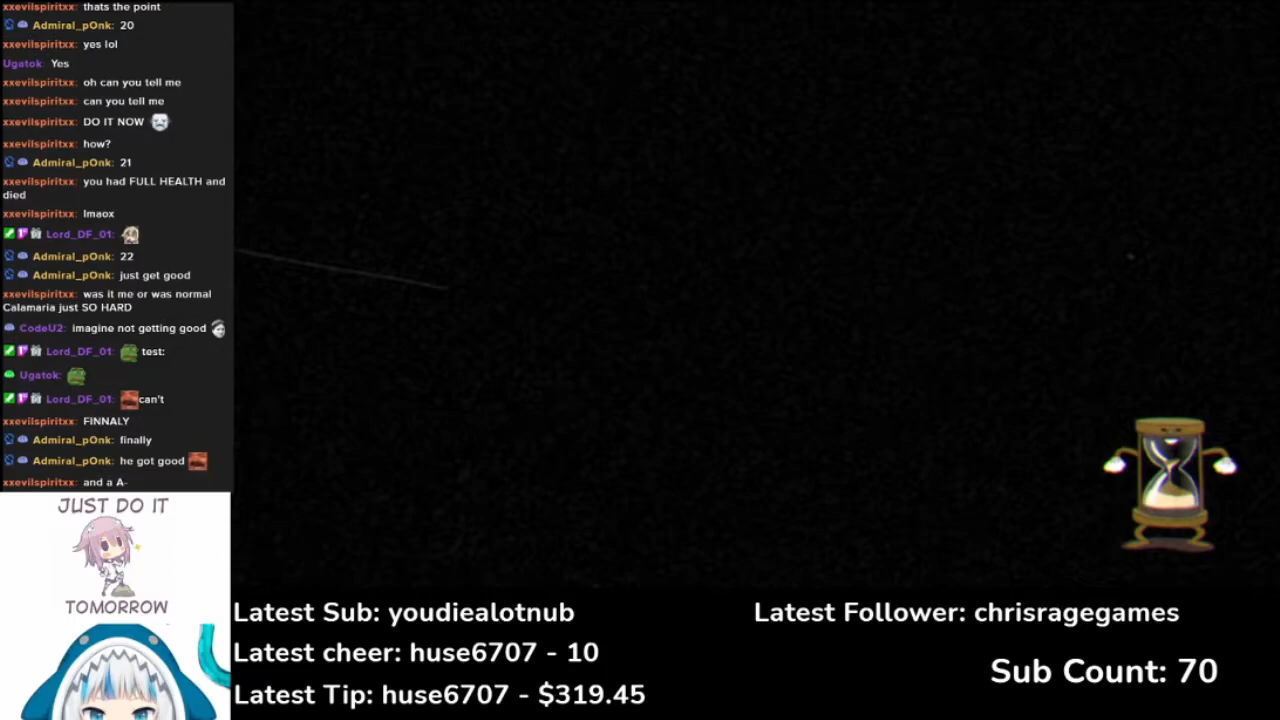 xxevilspiritxx: thats the point
Admiral_pOnk: 20
xxevilspiritxx: yes lol
Ugatok: Yes
xxevilspiritxx: oh can you tell me
xxevilspiritxx: can you tell me
xxevilspiritxx: DO IT NOW
xxevilspiritxx: how?
Admiral_pOnk: 21
xxevilspiritxx: you had FULL HEALTH and
died
xxevilspiritxx: lmaox
Lord_DF_01:
Admiral_pOnk: 22
Admiral_pOnk: just get good
xxevilspiritxx: was it me or was normal
Calamaria just SO HARD
CodeU2: imagine not getting good
Lord_DF_01: test:
Ugatok:
Lord_DF_01: can't
xxevilspiritxx: FINNALY
Admiral_pOnk: finally
Admiral_pOnk: he got good
xxevilspiritxx: and a A-
JUST DO IT
TOMORROW
Latest Sub: youdiealotnub
Latest cheer: huse6707 - 10
Latest Tip: huse6707 - $319.45
Latest Follower: chrisragegames
Sub Count: 70